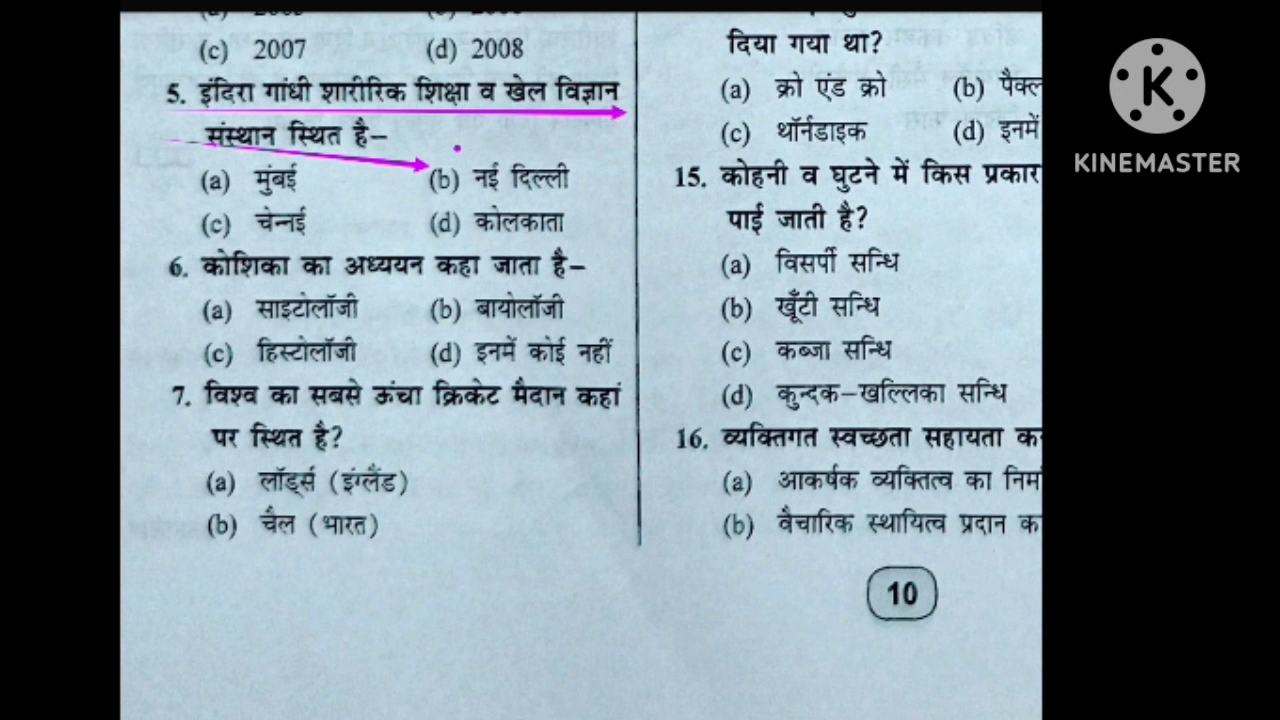 (c) 2007 (d) 2008
5. इंदिरा गांधी शारीरिक शिक्षा व खेल विज्ञान
संस्थान स्थित है–
(a) मुंबई (b) नई दिल्ली
(c) चेन्नई (d) कोलकाता
6. कोशिका का अध्ययन कहा जाता है–
(a) साइटोलॉजी (b) बायोलॉजी
(c) हिस्टोलॉजी (d) इनमें कोई नहीं
7. विश्व का सबसे ऊंचा क्रिकेट मैदान कहां
पर स्थित है?
(a) लॉर्ड्स (इंग्लैंड)
(b) चैल (भारत)
दिया गया था?
(a) क्रो एंड क्रो (b) पैक्ल
(c) थॉर्नडाइक (d) इनमें
15. कोहनी व घुटने में किस प्रकार
पाई जाती है?
(a) विसर्पी सन्धि
(b) खूँटी सन्धि
(c) कब्जा सन्धि
(d) कुन्दक–खल्लिका सन्धि
16. व्यक्तिगत स्वच्छता सहायता
(a) आकर्षक व्यक्तित्व का
(b) वैचारिक स्थायित्व प्रदान
10
K
KINEMASTER